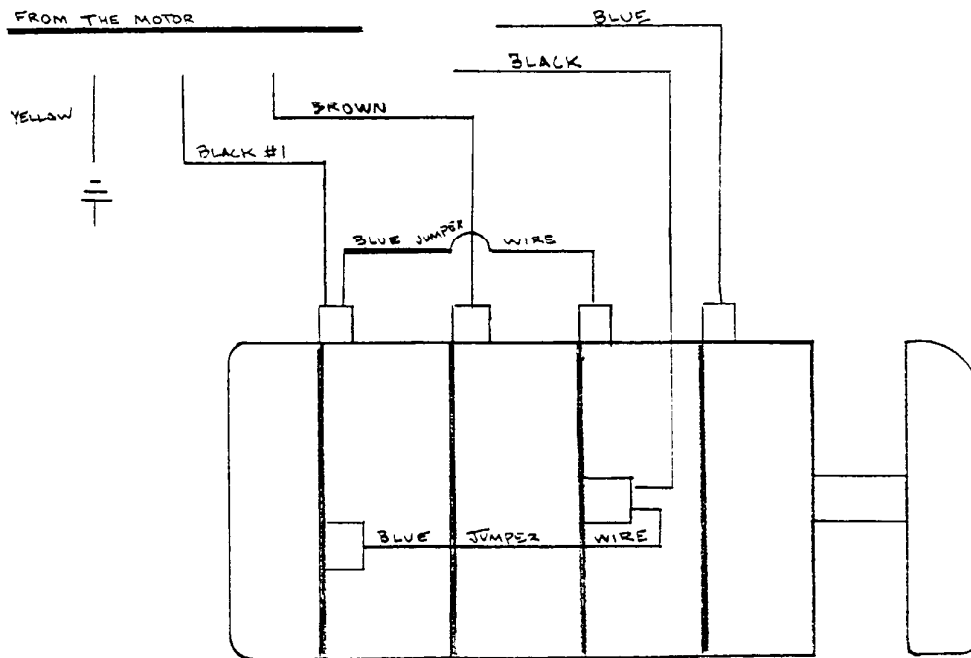 FROM THE MOTOR
BLUE
BLACK
YELLOW
BROWN
BLACK #1
BLUE JUMPER WIRE
BLUE JUMPER WIRE